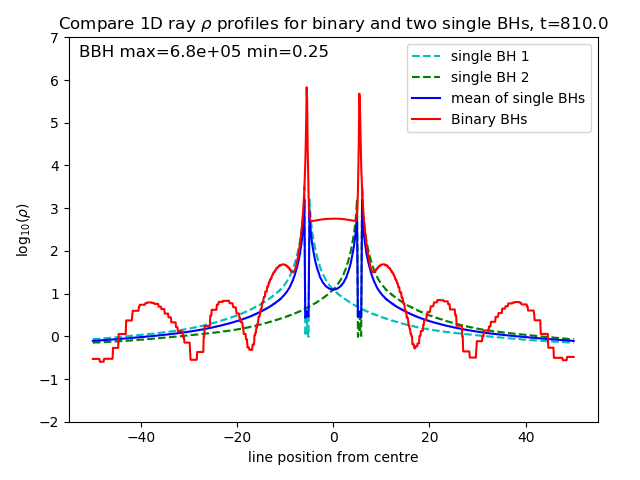 Compare 1D ray ρ profiles for binary and two single BHs, t=810.0
BBH max=6.8e+05 min=0.25
single BH 1
single BH 2
mean of single BHs
Binary BHs
log₁₀(ρ)
7
6
5
4
3
2
1
0
−1
−2
−40 −20 0 20 40
line position from centre